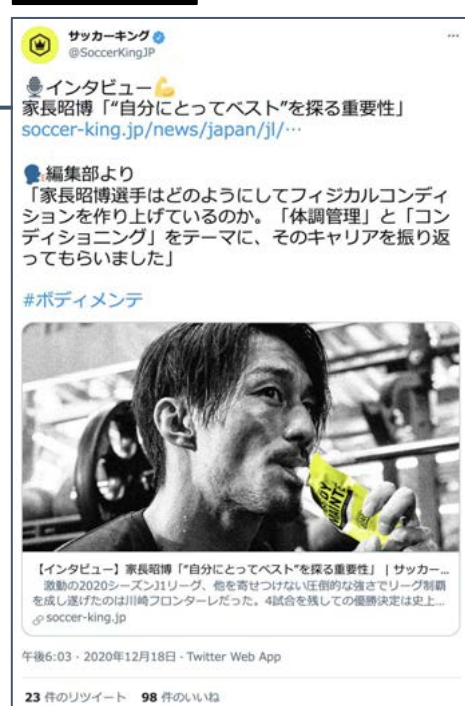 サッカーキング
@SoccerKingJP
インタビュー
家長昭博「“自分にとってベスト”を探る重要性」
soccer-king.jp/news/japan/jl/…
編集部より
「家長昭博選手はどのようにしてフィジカルコンディ
ションを作り上げているのか。「体調管理」と「コン
ディショニング」をテーマに、そのキャリアを振り返
ってもらいました」
#ボディメンテ
BODY
MAINTÉ
【インタビュー】家長昭博「“自分にとってベスト”を探る重要性」 | サッカー...
激動の2020シーズンJ1リーグ、他を寄せつけない圧倒的な強さでリーグ制覇
を成し遂げたのは川崎フロンターレだった。4試合を残しての優勝決定は史上...
soccer-king.jp
午後6:03 · 2020年12月18日 · Twitter Web App
23 件のリツイート 98 件のいいね